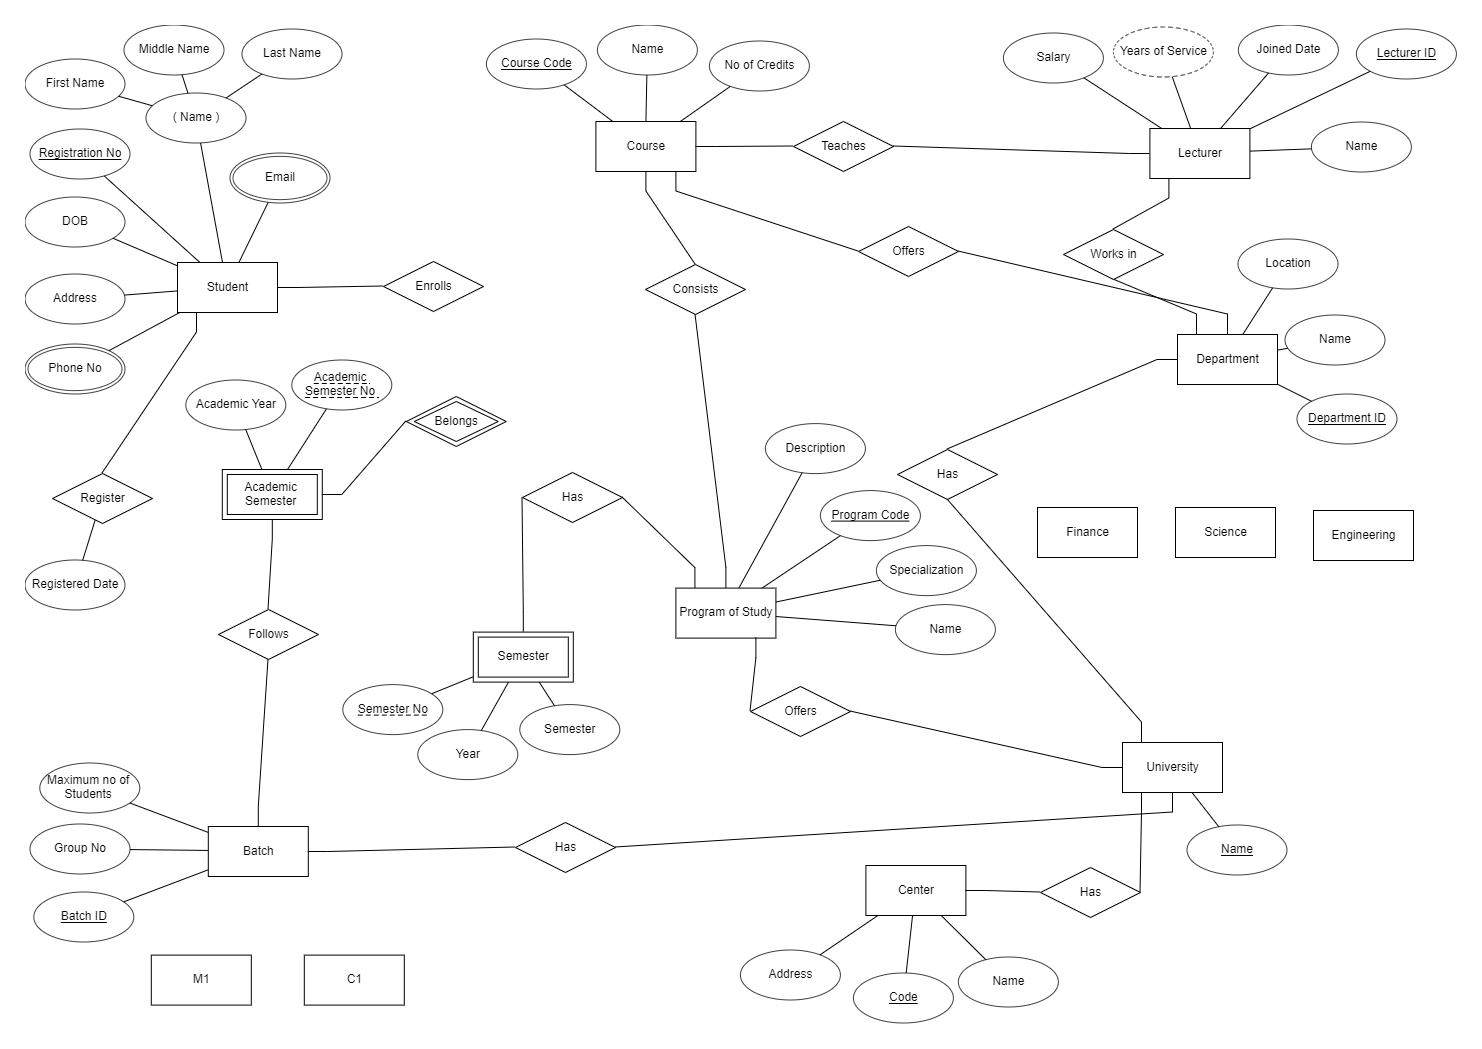 Middle Name
Last Name
First Name
( Name )
Registration No
Email
DOB
Address
Student
Enrolls
Phone No
Course Code
Name
No of Credits
Course
Teaches
Salary
Years of Service
Joined Date
Lecturer ID
Lecturer
Name
Offers
Works in
Consists
Location
Name
Department
Department ID
Academic Year
Academic
Semester No
Belongs
Academic
Semester
Register
Registered Date
Follows
Has
Description
Program Code
Specialization
Program of Study
Name
Has
Finance
Science
Engineering
Semester
Semester No
Year
Semester
Offers
University
Name
Maximum no of
Students
Group No
Batch
Batch ID
Has
Center
Has
Address
Code
Name
M1
C1